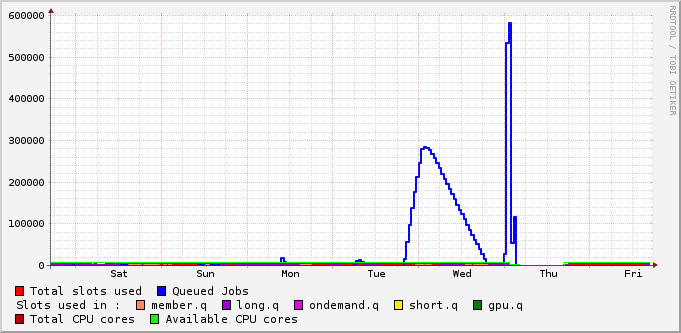 RRDTOOL / TOBI OETIKER
600000
500000
400000
300000
200000
100000
0
Sat Sun Mon Tue Wed Thu Fri
Total slots used Queued Jobs
Slots used in : member.q long.q ondemand.q short.q gpu.q
Total CPU cores Available CPU cores